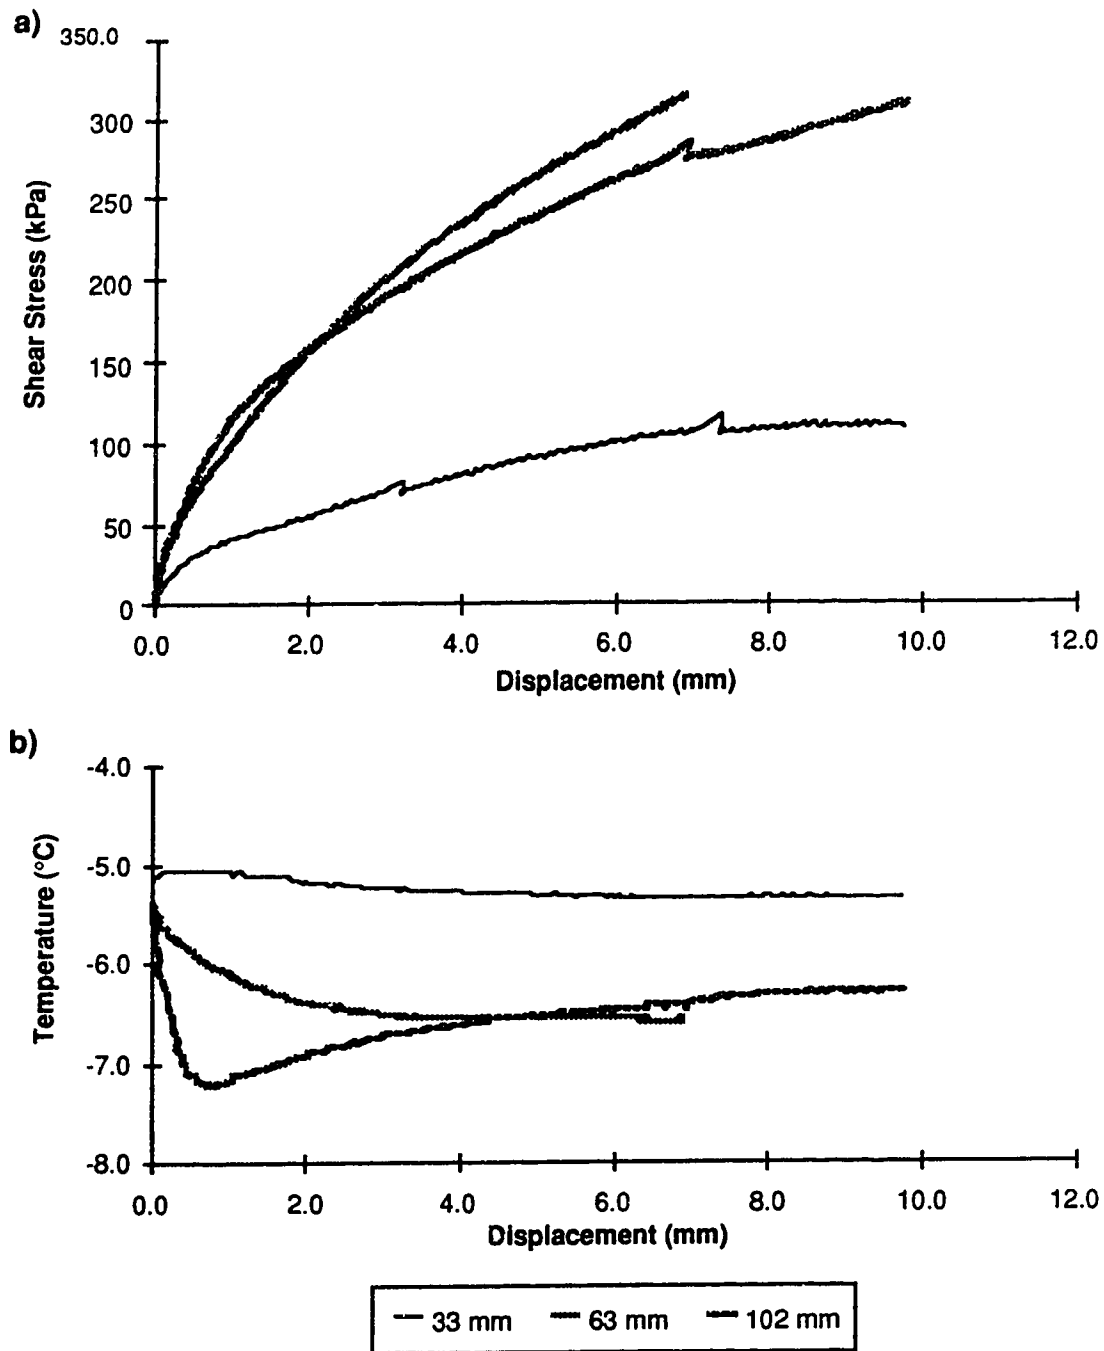 a)
350.0
300
250
200
150
100
50
0
Shear Stress (kPa)
0.0 2.0 4.0 6.0 8.0 10.0 12.0
Displacement (mm)
b)
-4.0
-5.0
-6.0
-7.0
-8.0
Temperature (°C)
0.0 2.0 4.0 6.0 8.0 10.0 12.0
Displacement (mm)
33 mm 63 mm 102 mm